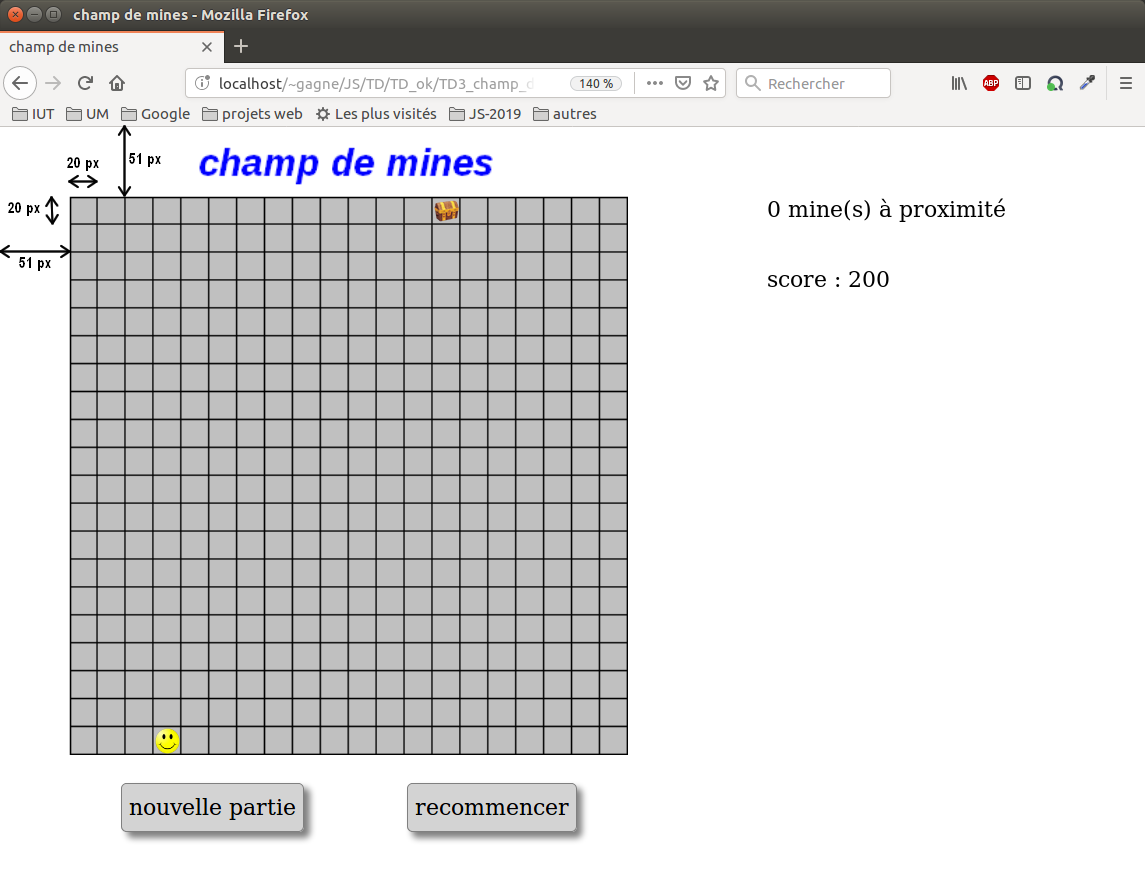 champ de mines - Mozilla Firefox
champ de mines
localhost/~gagne/JS/TD/TD_ok/TD3_champ_d
140 %
Rechercher
ABP
IUT
UM
Google
projets web
Les plus visités
JS-2019
autres
20 px
51 px
champ de mines
20 px
51 px
0 mine(s) à proximité
score : 200
nouvelle partie
recommencer